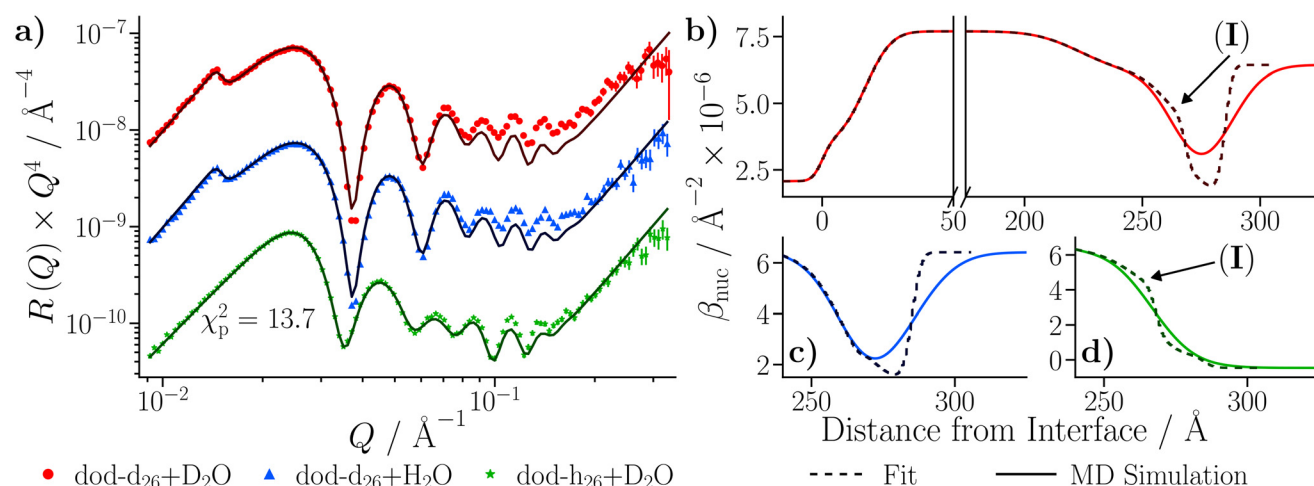 a)
10⁻⁷
10⁻⁸
10⁻⁹
10⁻¹⁰
R(Q) × Q⁴ / Å⁻⁴
χ²ₚ = 13.7
10⁻² 10⁻¹
Q / Å⁻¹
b)
7.5
5.0
2.5
(I)
0 50 50 200 250 300
βnuc / Å⁻² × 10⁻⁶
6
4
2
c)
250 300
6
4
2
0
(I)
d)
250 300
Distance from Interface / Å
dod-d₂₆+D₂O dod-d₂₆+H₂O dod-h₂₆+D₂O Fit MD Simulation